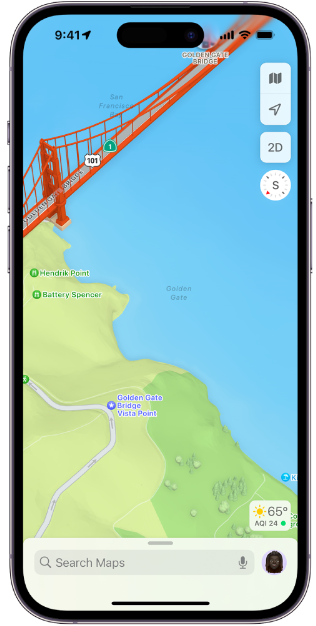 9:41
GOLDEN GATE
BRIDGE
San
Francisco
101
1
2D
S
Hendrik Point
Battery Spencer
Golden
Gate
Golden Gate
Bridge
Vista Point
K
65°
AQI 24
Search Maps